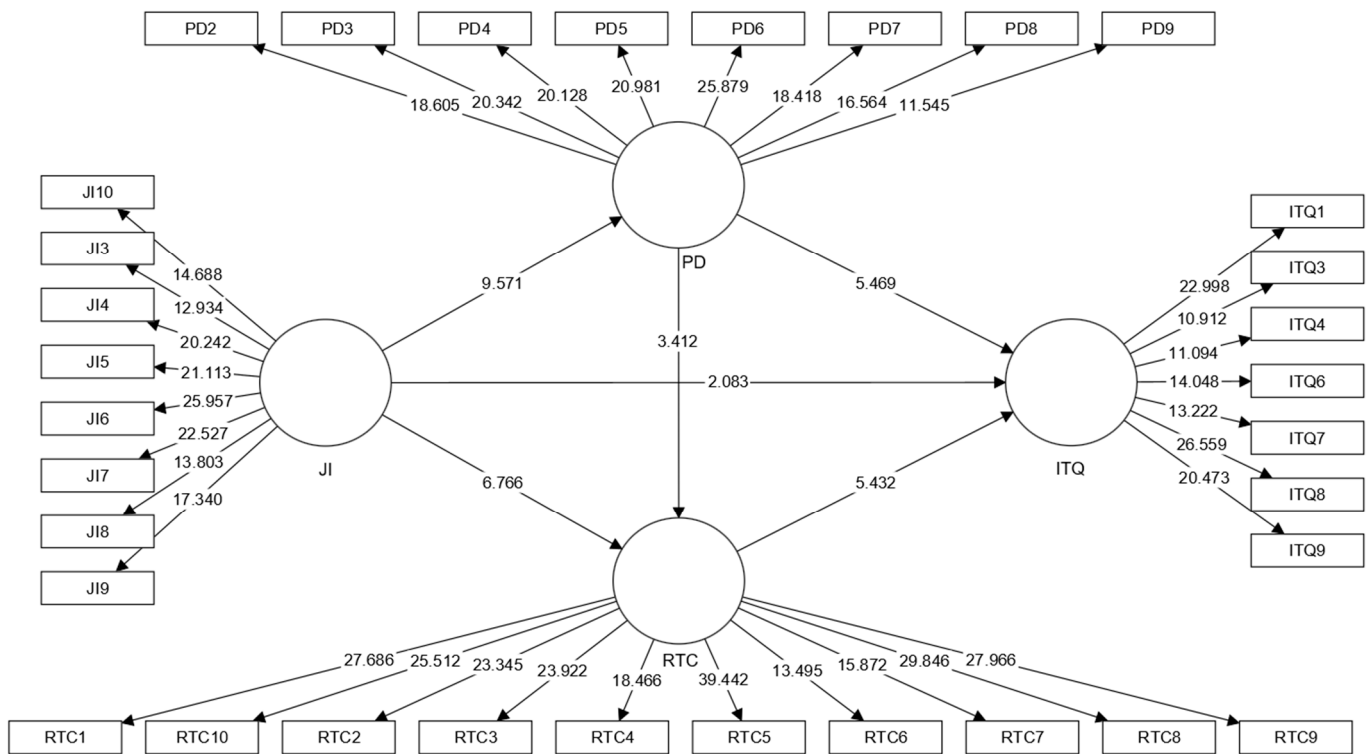 PD2 PD3 PD4 PD5 PD6 PD7 PD8 PD9
18.605 20.342 20.128 20.981 25.879 18.418 16.564 11.545
PD
JI10
JI3
JI4
JI5
JI6
JI7
JI8
JI9
14.688
12.934
20.242
21.113
25.957
22.527
13.803
17.340
JI
9.571
5.469
3.412
2.083
6.766
5.432
ITQ
22.998
10.912
11.094
14.048
13.222
26.559
20.473
ITQ1
ITQ3
ITQ4
ITQ6
ITQ7
ITQ8
ITQ9
RTC
27.686 25.512 23.345 23.922 18.466 39.442 13.495 15.872 29.846 27.966
RTC1 RTC10 RTC2 RTC3 RTC4 RTC5 RTC6 RTC7 RTC8 RTC9